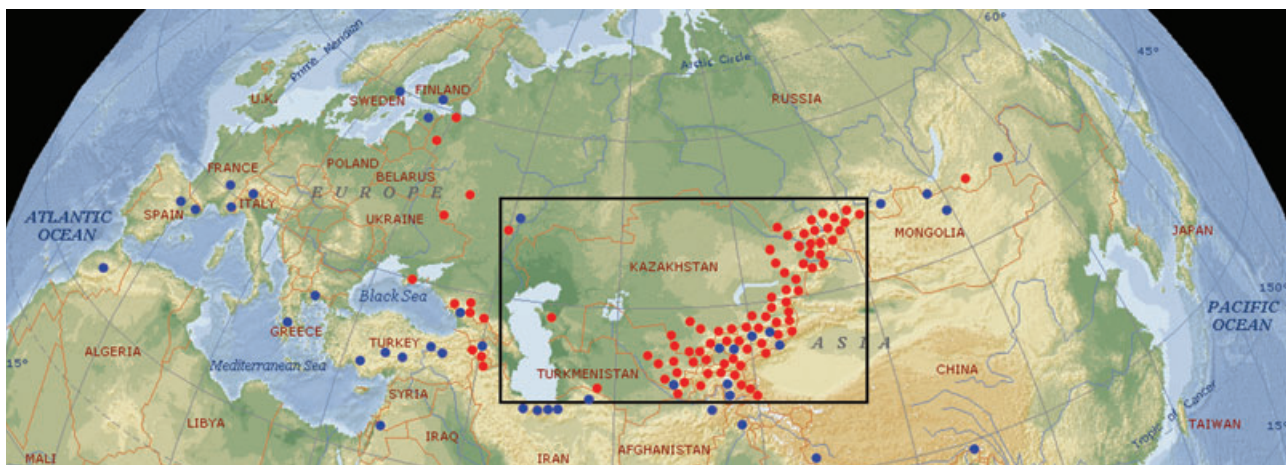 60°
45°
Prime Meridian
Arctic Circle
RUSSIA
FINLAND
SWEDEN
U.K.
POLAND
FRANCE
BELARUS
EUROPE
ITALY
SPAIN
UKRAINE
ATLANTIC
OCEAN
MONGOLIA
JAPAN
KAZAKHSTAN
150°
Black Sea
PACIFIC
OCEAN
GREECE
TURKEY
ALGERIA
15°
ASIA
Mediterranean Sea
TURKMENISTAN
CHINA
SYRIA
Tropic of Cancer
LIBYA
TAIWAN
15°
IRAQ
AFGHANISTAN
MALI
IRAN